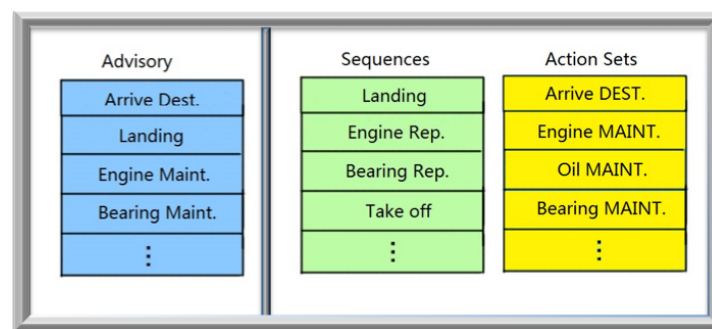 Advisory
Arrive Dest.
Landing
Engine Maint.
Bearing Maint.
⋮
Sequences
Landing
Engine Rep.
Bearing Rep.
Take off
⋮
Action Sets
Arrive DEST.
Engine MAINT.
Oil MAINT.
Bearing MAINT.
⋮